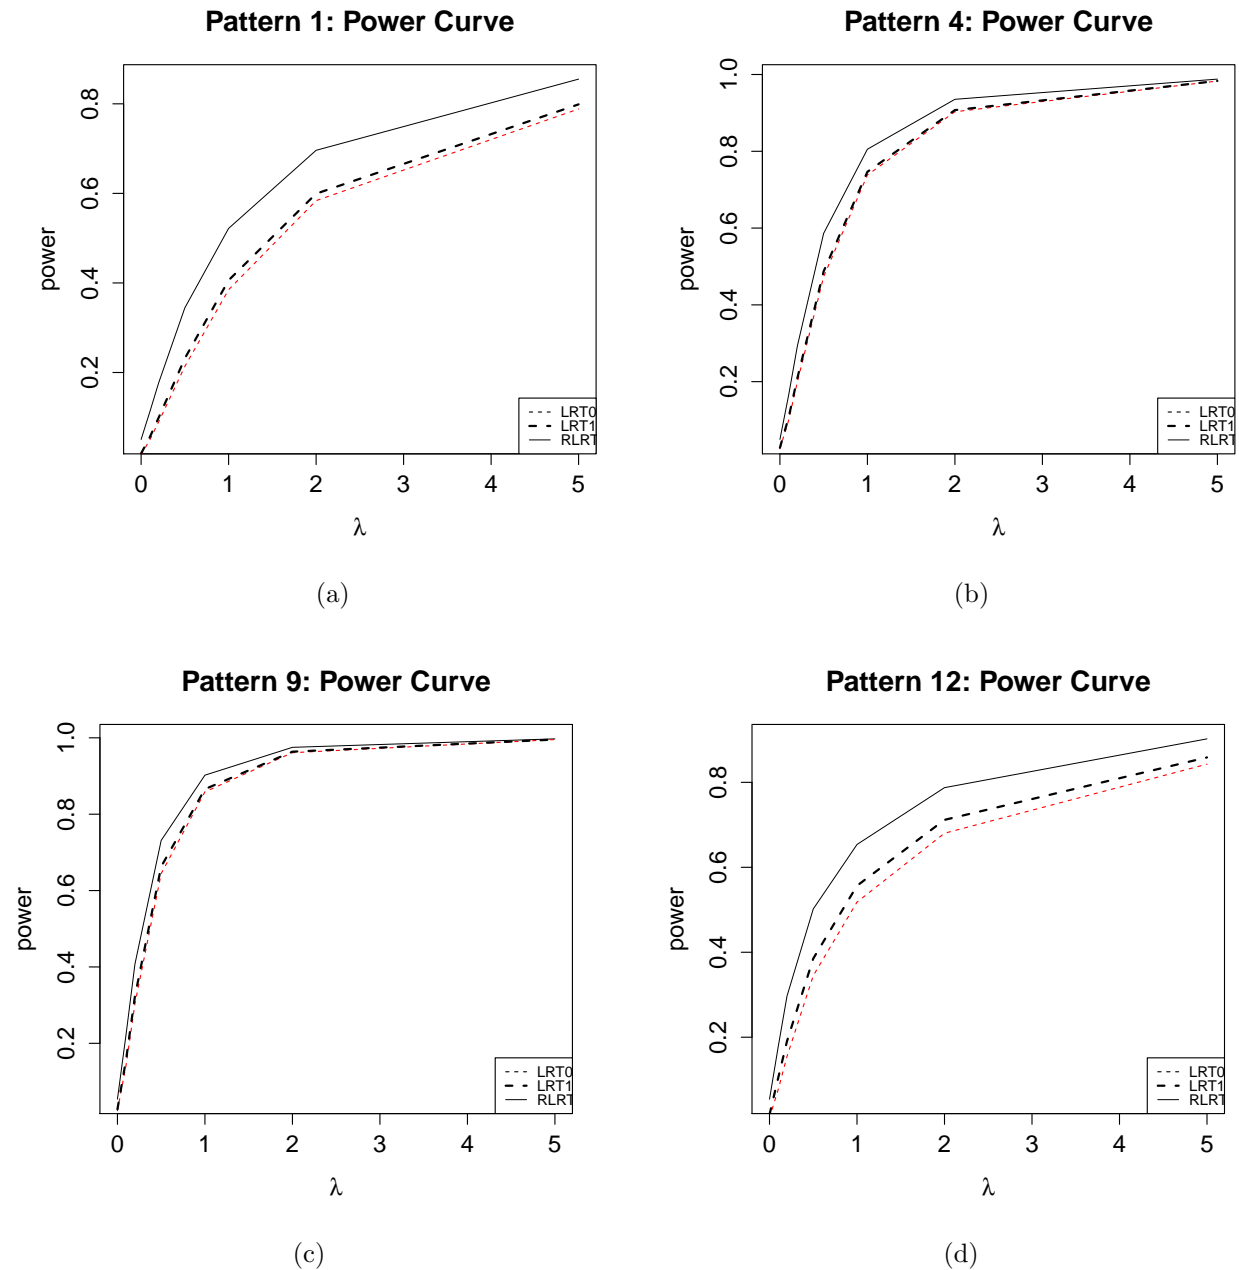 Pattern 1: Power Curve
power
0.2 0.4 0.6 0.8
0 1 2 3 4 5
λ
LRT0
LRT1
RLRT
(a)
Pattern 4: Power Curve
power
0.2 0.4 0.6 0.8 1.0
0 1 2 3 4 5
λ
LRT0
LRT1
RLRT
(b)
Pattern 9: Power Curve
power
0.2 0.4 0.6 0.8 1.0
0 1 2 3 4 5
λ
LRT0
LRT1
RLRT
(c)
Pattern 12: Power Curve
power
0.2 0.4 0.6 0.8
0 1 2 3 4 5
λ
LRT0
LRT1
RLRT
(d)